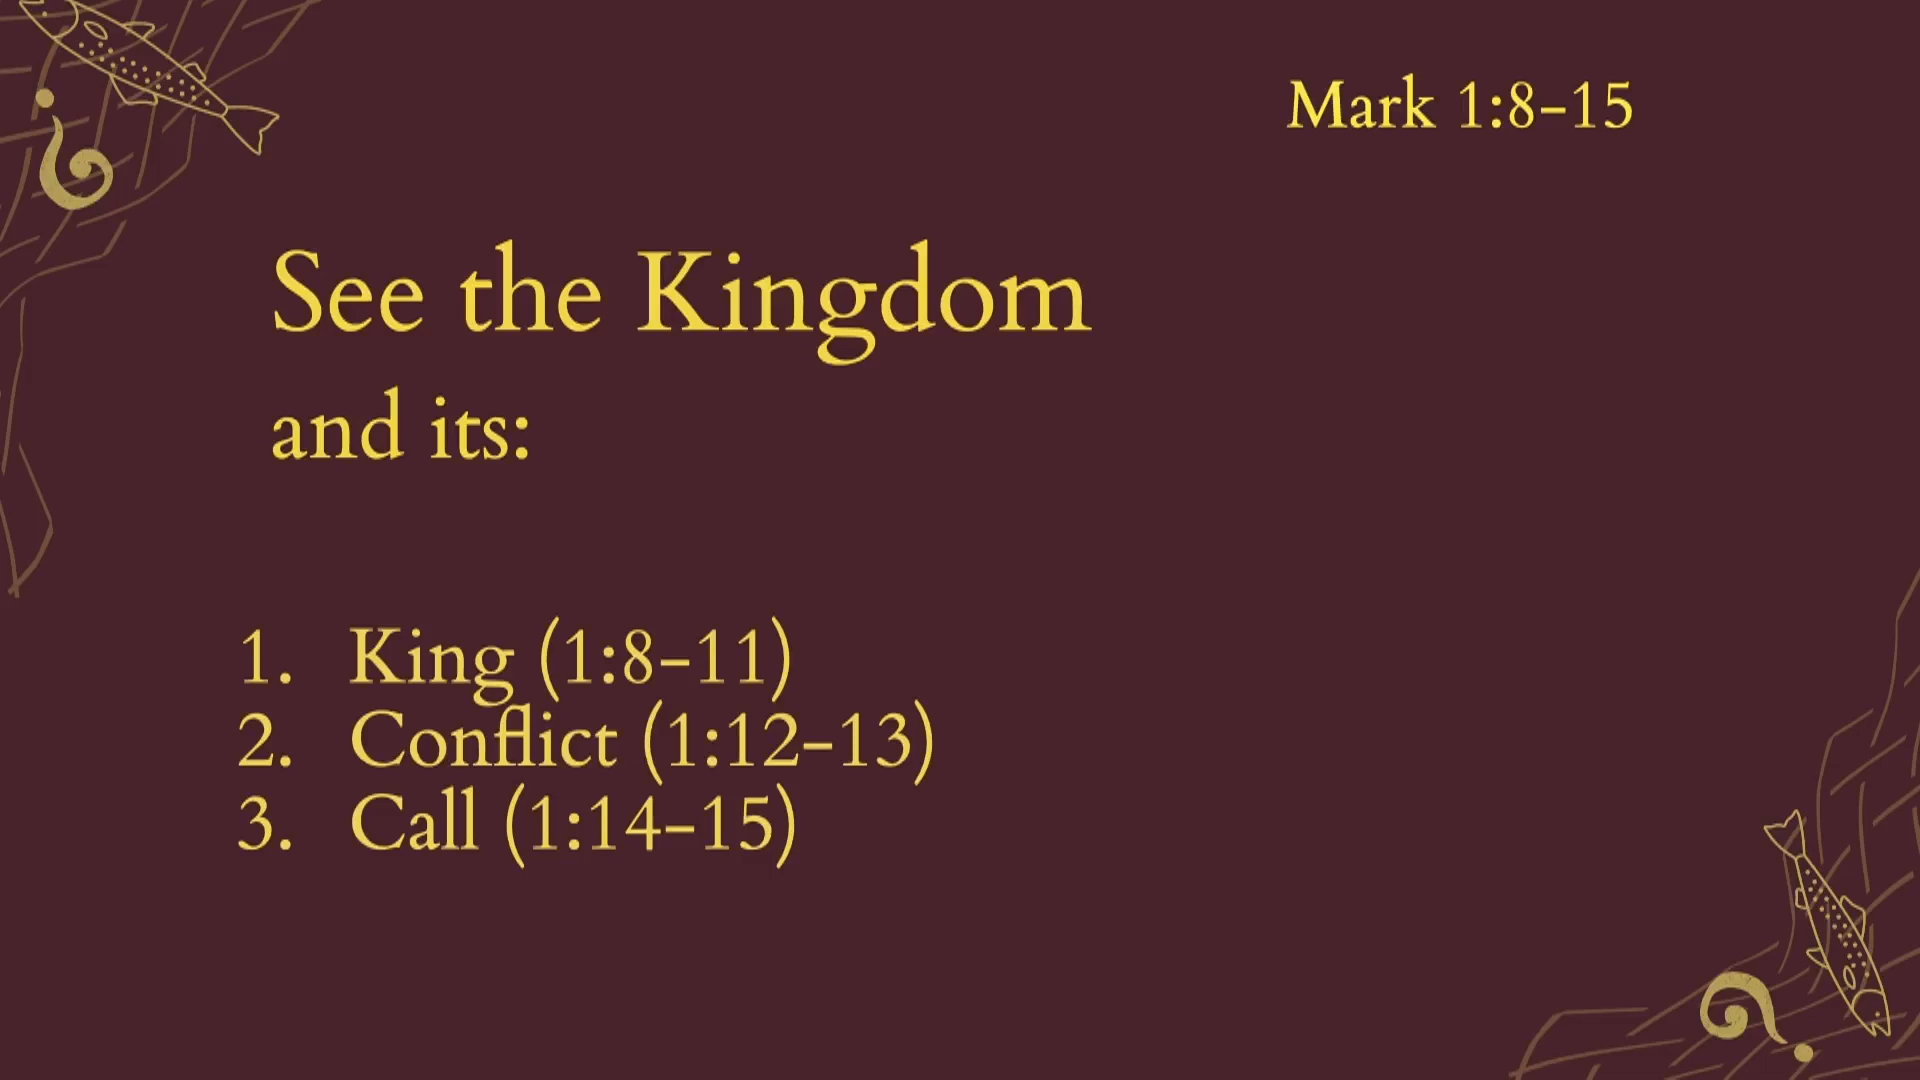 Mark 1:8-15
See the Kingdom
and its:
1. King (1:8-11)
2. Conflict (1:12-13)
3. Call (1:14-15)